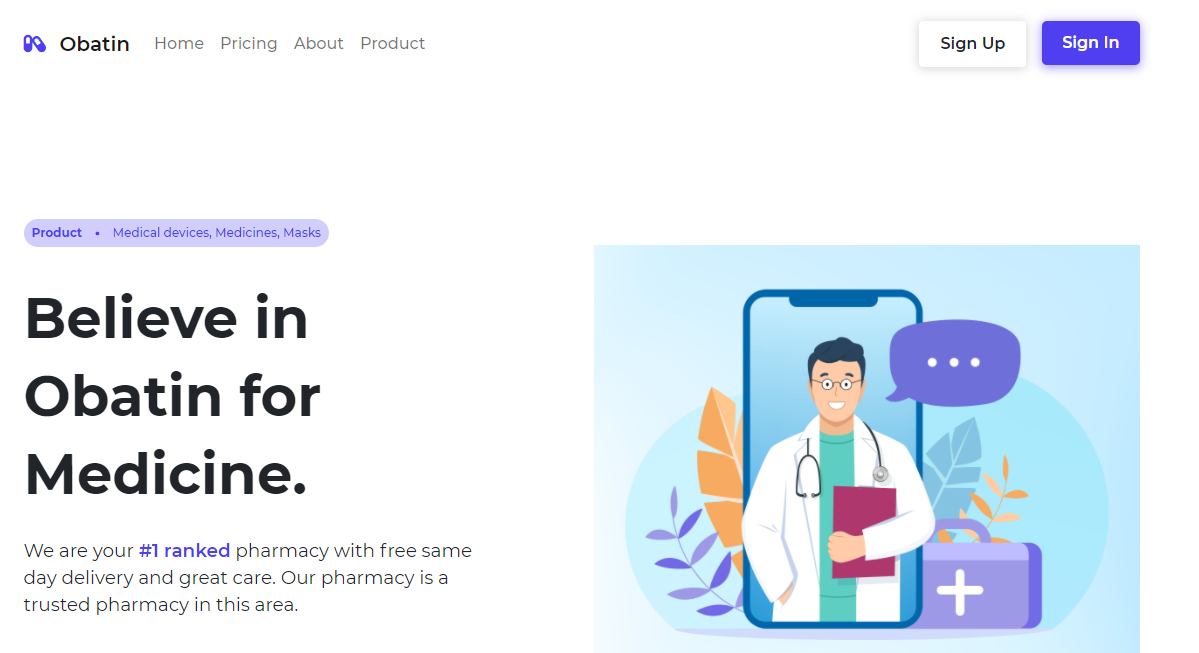 Obatin Home Pricing About Product Sign Up Sign In
Product • Medical devices, Medicines, Masks
Believe in
Obatin for
Medicine.
We are your #1 ranked pharmacy with free same
day delivery and great care. Our pharmacy is a
trusted pharmacy in this area.